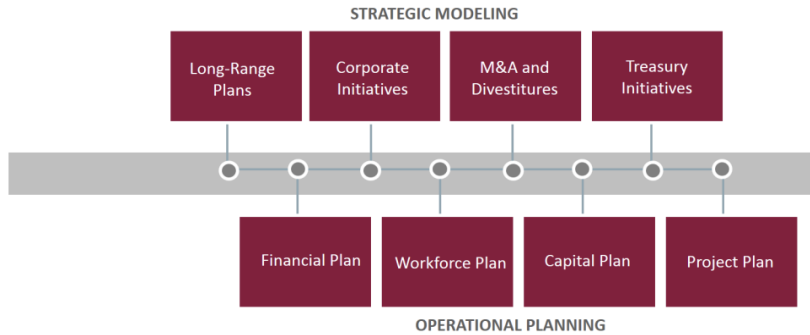 STRATEGIC MODELING
Long-Range
Plans
Corporate
Initiatives
M&A and
Divestitures
Treasury
Initiatives
Financial Plan
Workforce Plan
Capital Plan
Project Plan
OPERATIONAL PLANNING